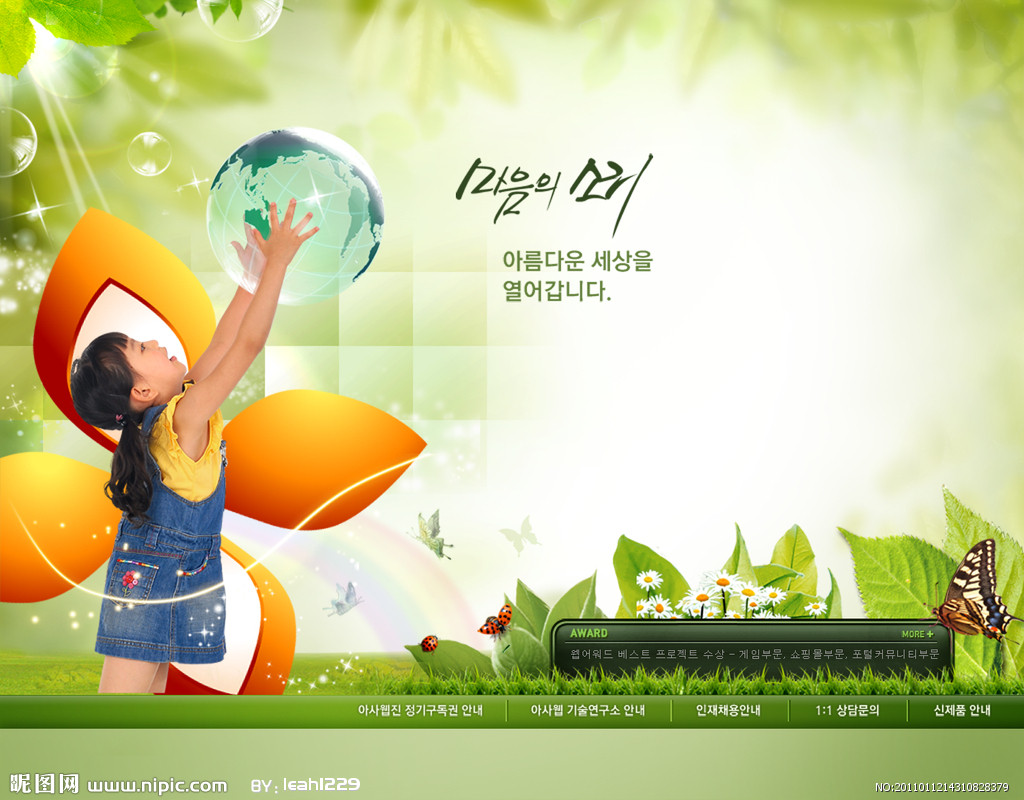 마음의 소리
아름다운 세상을
열어갑니다.
AWARD
MORE +
웹어워드 베스트 프로젝트 수상 - 게임부문, 쇼핑몰부문, 포털커뮤니티부문
아사웹진 정기구독권 안내
아사웹 기술연구소 안내
인재채용안내
1:1 상담문의
신제품 안내
昵图网 www.nipic.com BY: leah1229
NO:20110112143108283​79